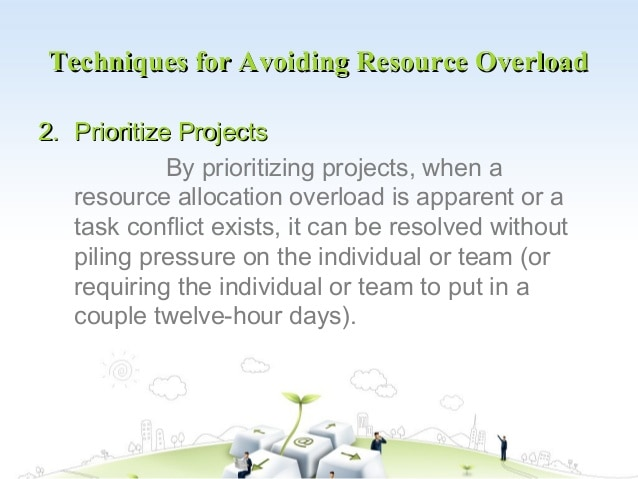 Techniques for Avoiding Resource Overload
2. Prioritize Projects
By prioritizing projects, when a
resource allocation overload is apparent or a
task conflict exists, it can be resolved without
piling pressure on the individual or team (or
requiring the individual or team to put in a
couple twelve-hour days).
@